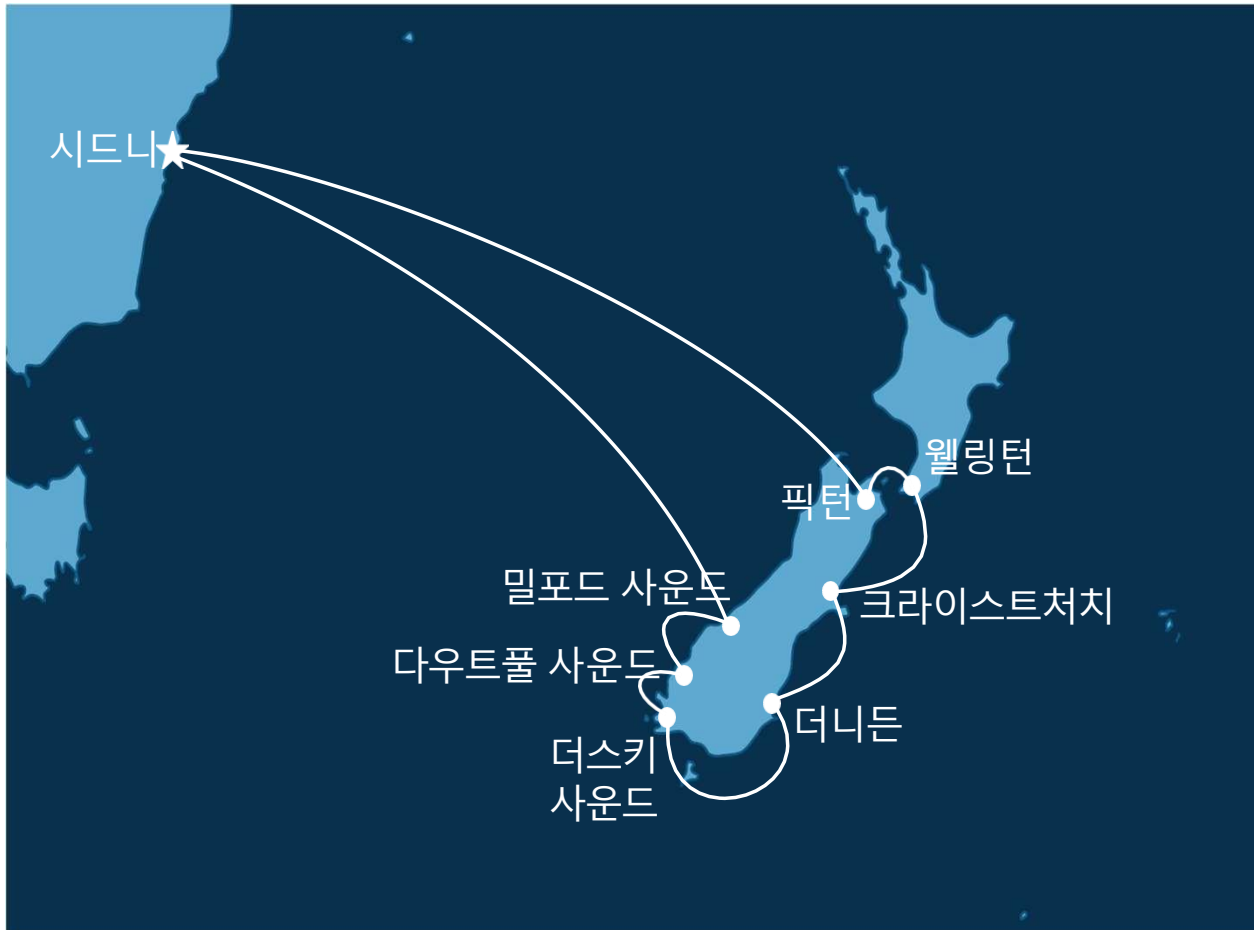 시드니
웰링턴
픽턴
밀포드 사운드
크라이스트처치
다우트풀 사운드
더니든
더스키
사운드